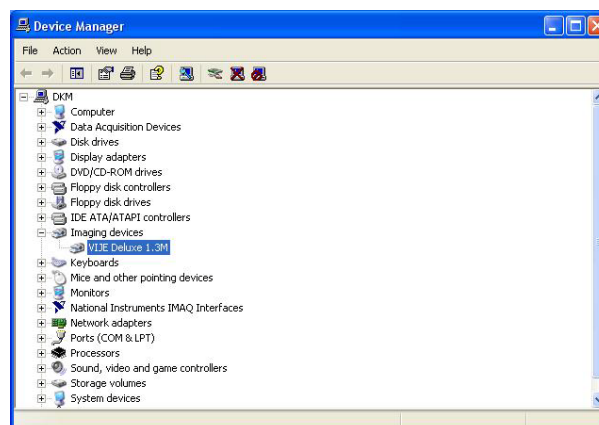 Device Manager
File Action View Help
DKM
Computer
Data Acquisition Devices
Disk drives
Display adapters
DVD/CD-ROM drives
Floppy disk controllers
Floppy disk drives
IDE ATA/ATAPI controllers
Imaging devices
VIJE Deluxe 1.3M
Keyboards
Mice and other pointing devices
Monitors
National Instruments IMAQ Interfaces
Network adapters
Ports (COM & LPT)
Processors
Sound, video and game controllers
Storage volumes
System devices